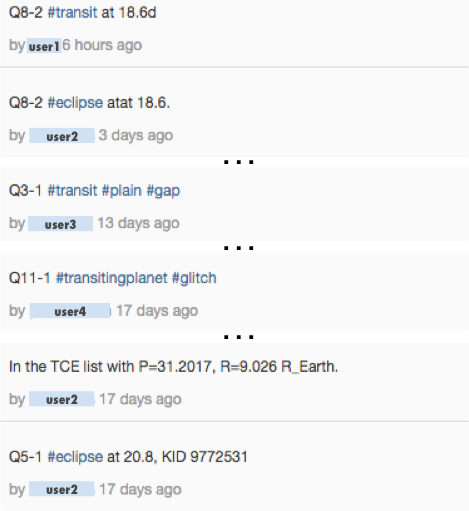 Q8-2 #transit at 18.6d
by user1 6 hours ago
Q8-2 #eclipse atat 18.6.
by user2 3 days ago
...
Q3-1 #transit #plain #gap
by user3 13 days ago
...
Q11-1 #transitingplanet #glitch
by user4 17 days ago
...
In the TCE list with P=31.2017, R=9.026 R_Earth.
by user2 17 days ago
Q5-1 #eclipse at 20.8, KID 9772531
by user2 17 days ago